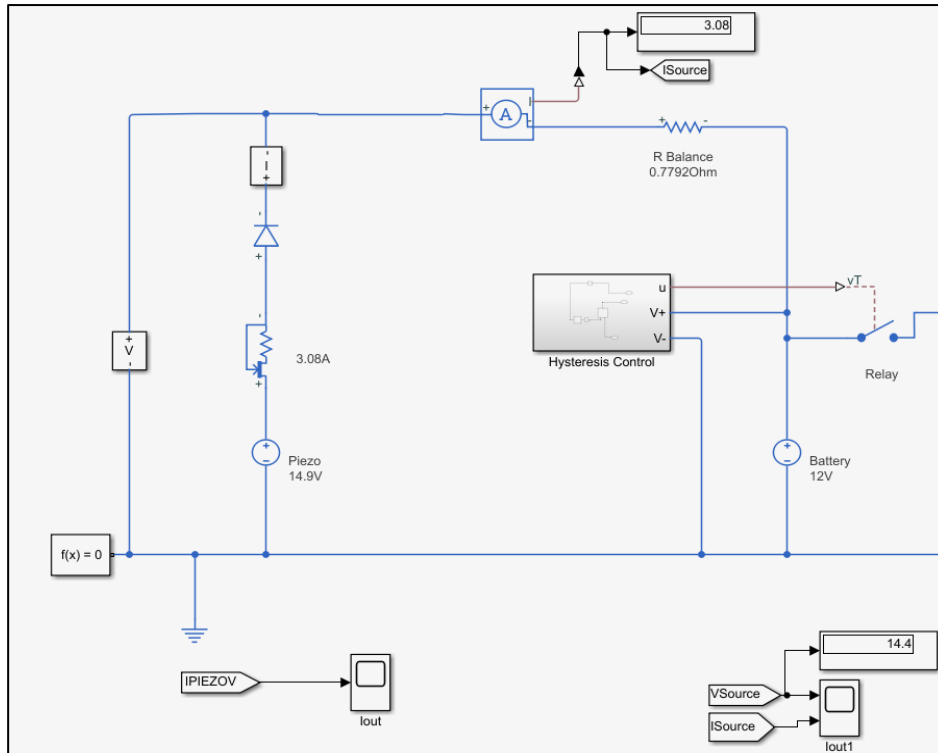 3.08
ISource
+
A
I
-
+
-
R Balance
0.7792Ohm
-
I
+
-
+
u
V+
V-
vT
Hysteresis Control
Relay
+
V
-
-
3.08A
+
+
-
Piezo
14.9V
+
-
Battery
12V
f(x) = 0
14.4
IPIEZOV
Iout
VSource
ISource
Iout1